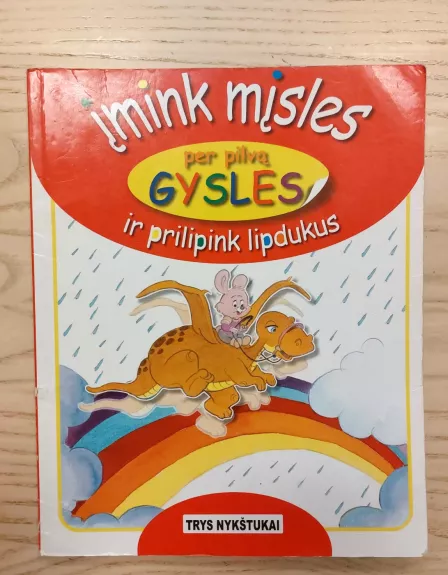 įmink mįsles
per pilvą
GYSLES
ir prilipink lipdukus
TRYS NYKŠTUKAI